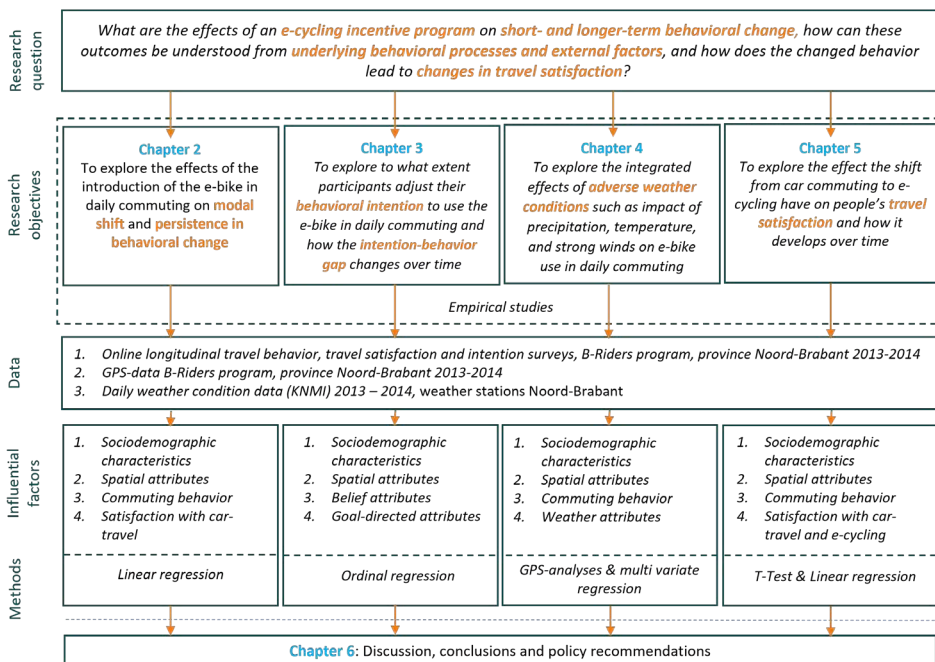 Research
question
What are the effects of an e-cycling incentive program on short- and longer-term behavioral change, how can these
outcomes be understood from underlying behavioral processes and external factors, and how does the changed behavior
lead to changes in travel satisfaction?
Research
objectives
Chapter 2
To explore the effects of the
introduction of the e-bike in
daily commuting on modal
shift and persistence in
behavioral change
Chapter 3
To explore to what extent
participants adjust their
behavioral intention to use
the e-bike in daily commuting and
how the intention-behavior
gap changes over time
Chapter 4
To explore the integrated
effects of adverse weather
conditions such as impact of
precipitation, temperature,
and strong winds on e-bike
use in daily commuting
Chapter 5
To explore the effect the shift
from car commuting to e-
cycling have on people's travel
satisfaction and how it
develops over time
Empirical studies
Data
1. Online longitudinal travel behavior, travel satisfaction and intention surveys, B-Riders program, province Noord-Brabant 2013-2014
2. GPS-data B-Riders program, province Noord-Brabant 2013-2014
3. Daily weather condition data (KNMI) 2013 – 2014, weather stations Noord-Brabant
Influential
factors
1. Sociodemographic
characteristics
2. Spatial attributes
3. Commuting behavior
4. Satisfaction with car-
travel
1. Sociodemographic
characteristics
2. Spatial attributes
3. Belief attributes
4. Goal-directed attributes
1. Sociodemographic
characteristics
2. Spatial attributes
3. Commuting behavior
4. Weather attributes
1. Sociodemographic
characteristics
2. Spatial attributes
3. Commuting behavior
4. Satisfaction with car-
travel and e-cycling
Methods
Linear regression
Ordinal regression
GPS-analyses & multi variate
regression
T-Test & Linear regression
Chapter 6: Discussion, conclusions and policy recommendations